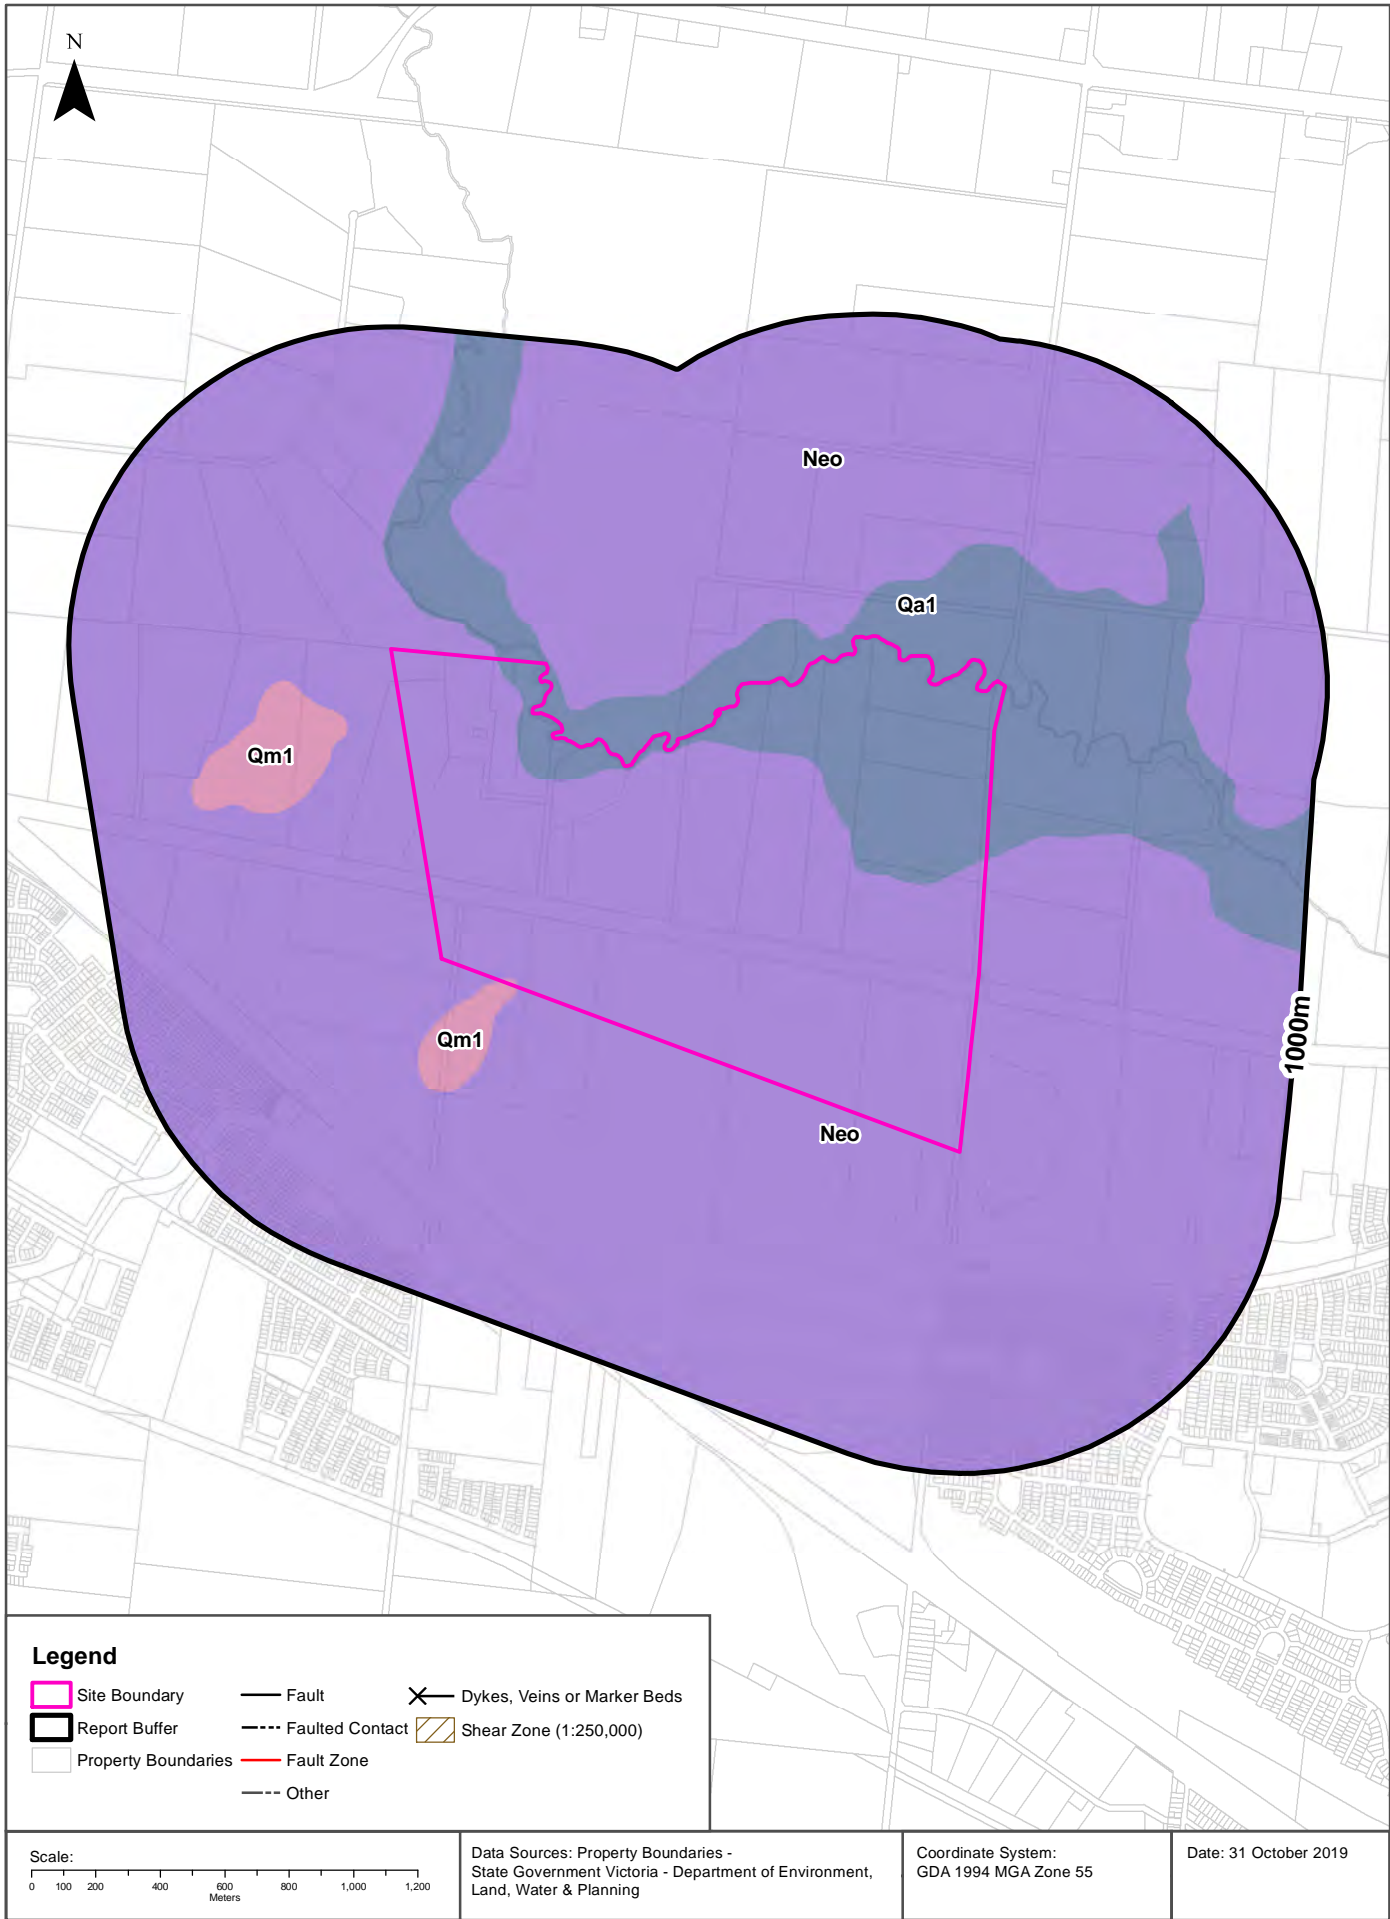 N
Neo
Qa1
Qm1
Qm1
1000m
Neo
Legend
Site Boundary
Report Buffer
Property Boundaries
Fault
Faulted Contact
Fault Zone
Other
Dykes, Veins or Marker Beds
Shear Zone (1:250,000)
Scale:
0 100 200 400 600 800 1,000 1,200
Meters
Data Sources: Property Boundaries -
State Government Victoria - Department of Environment,
Land, Water & Planning
Coordinate System:
GDA 1994 MGA Zone 55
Date: 31 October 2019